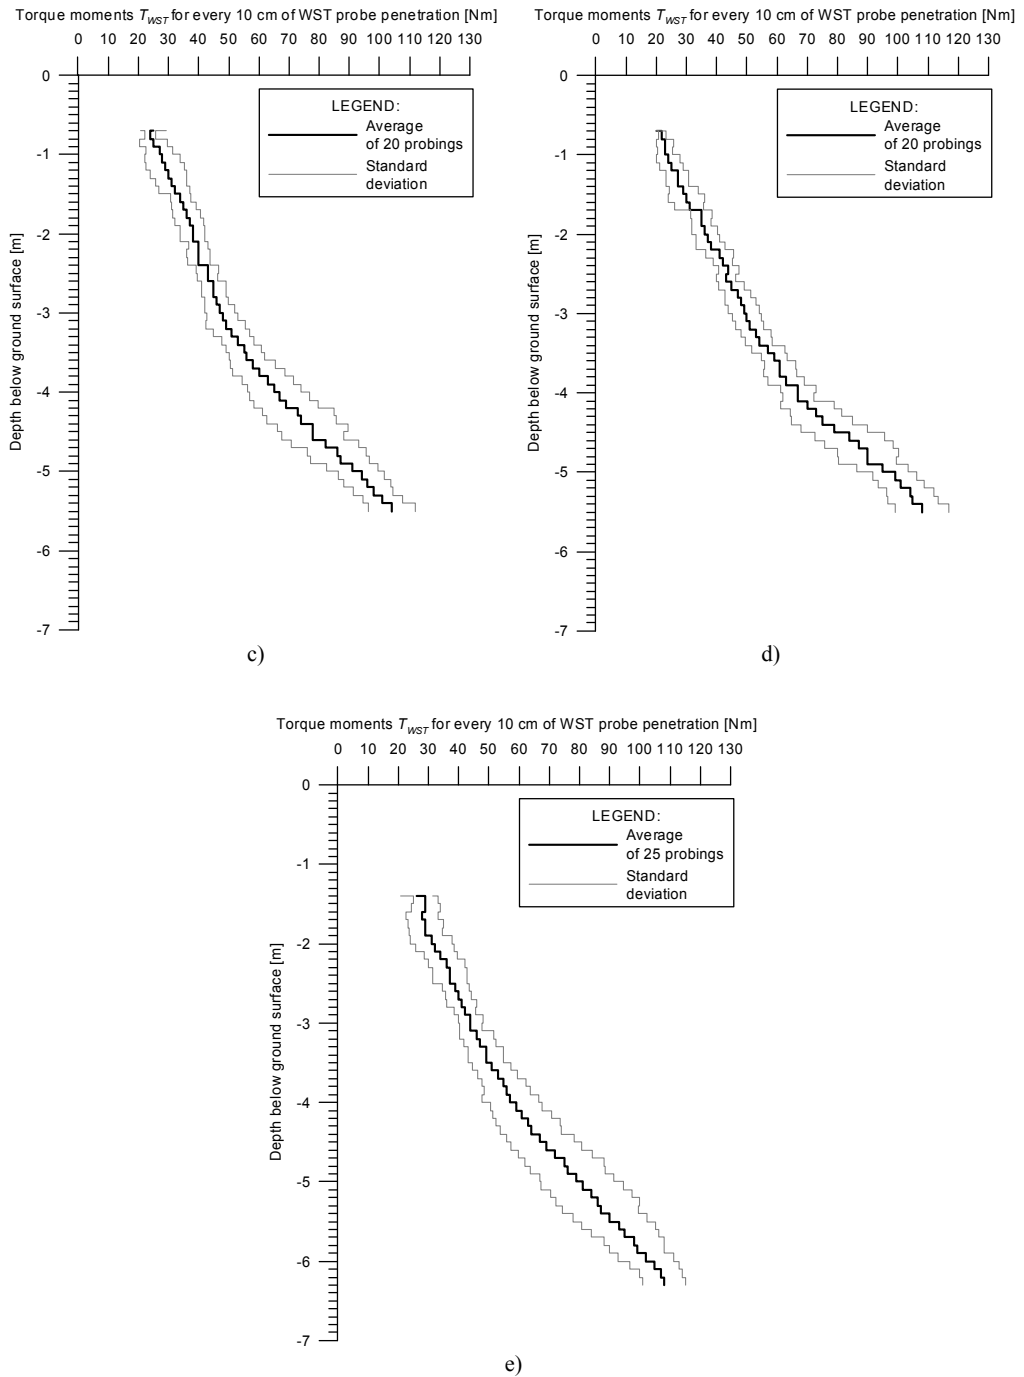 Torque moments T_WST for every 10 cm of WST probe penetration [Nm]
0 10 20 30 40 50 60 70 80 90 100 110 120 130
0
-1
-2
-3
-4
-5
-6
-7
Depth below ground surface [m]
LEGEND:
Average
of 20 probings
Standard
deviation
c)
Torque moments T_WST for every 10 cm of WST probe penetration [Nm]
0 10 20 30 40 50 60 70 80 90 100 110 120 130
0
-1
-2
-3
-4
-5
-6
-7
Depth below ground surface [m]
LEGEND:
Average
of 20 probings
Standard
deviation
d)
Torque moments T_WST for every 10 cm of WST probe penetration [Nm]
0 10 20 30 40 50 60 70 80 90 100 110 120 130
0
-1
-2
-3
-4
-5
-6
-7
Depth below ground surface [m]
LEGEND:
Average
of 25 probings
Standard
deviation
e)